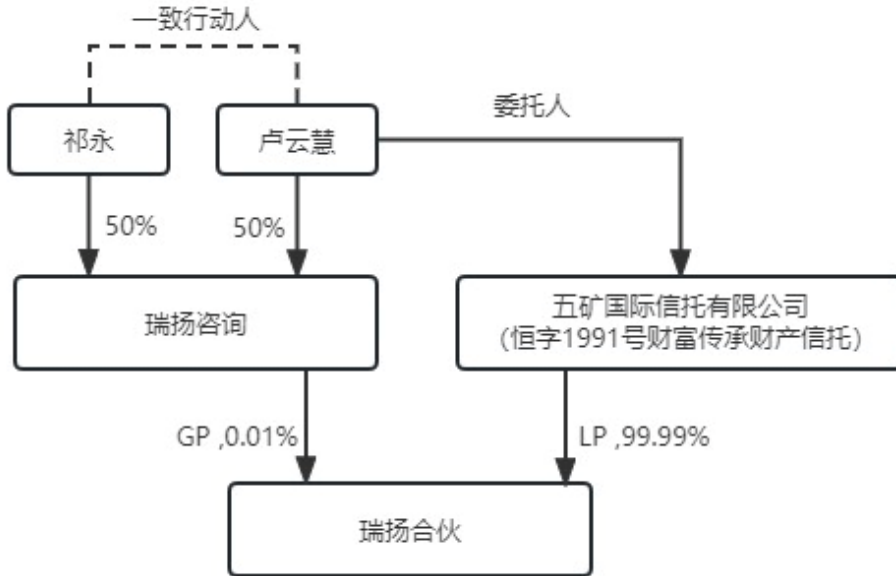 一致行动人
委托人
祁永
卢云慧
50%
50%
瑞扬咨询
五矿国际信托有限公司
（恒字1991号财富传承财产信托）
GP ,0.01%
LP ,99.99%
瑞扬合伙